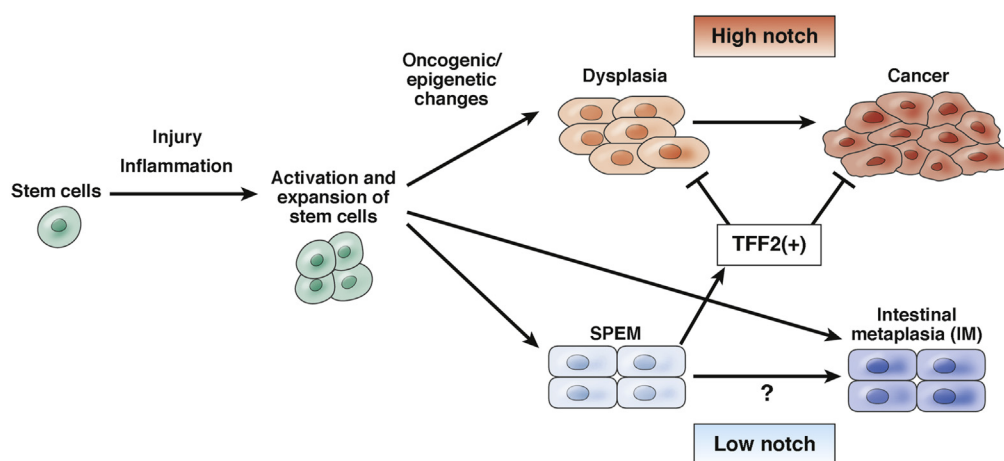 High notch
Oncogenic/
epigenetic
changes
Dysplasia
Cancer
Injury
Inflammation
Stem cells
Activation and
expansion of
stem cells
TFF2(+)
SPEM
Intestinal
metaplasia (IM)
?
Low notch